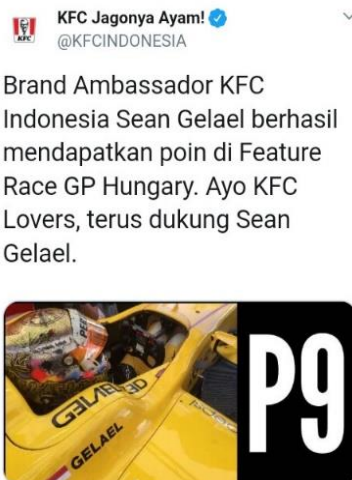 KFC Jagonya Ayam!
KFC
@KFCINDONESIA
Brand Ambassador KFC
Indonesia Sean Gelael berhasil
mendapatkan poin di Feature
Race GP Hungary. Ayo KFC
Lovers, terus dukung Sean
Gelael.
GELAEL
P9